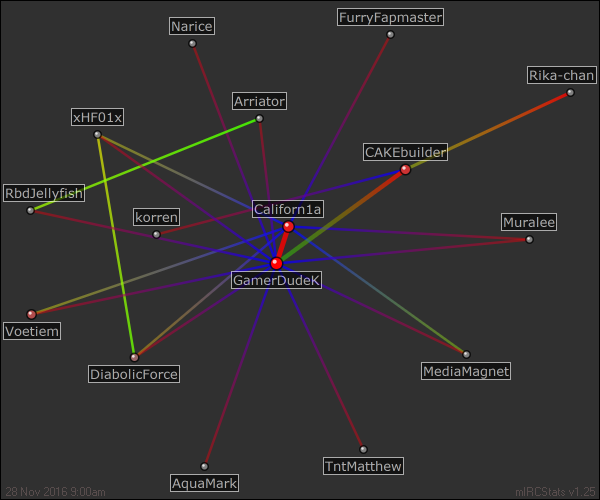 Narice
FurryFapmaster
Rika-chan
Arriator
xHF01x
CAKEbuilder
RbdJellyfish
korren
Californ1a
Muralee
GamerDudeK
Voetiem
DiabolicForce
MediaMagnet
AquaMark
TntMatthew
28 Nov 2016 9:00am
mIRCStats v1.25